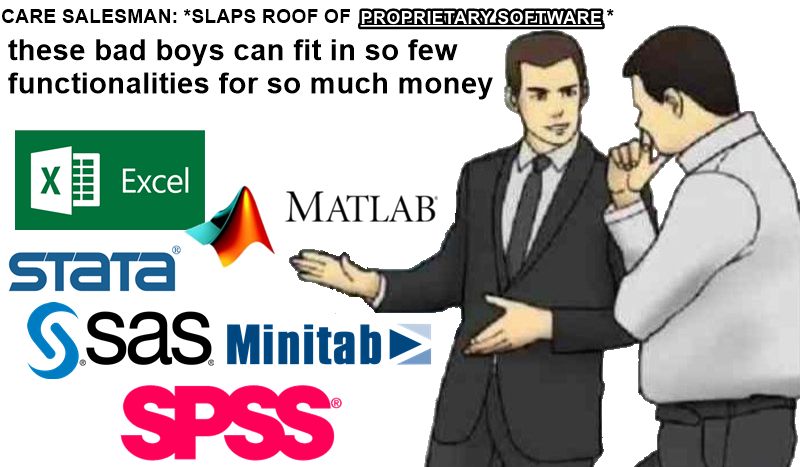 CARE SALESMAN: *SLAPS ROOF OF PROPRIETARY SOFTWARE*
these bad boys can fit in so few
functionalities for so much money
X Excel
MATLAB®
STATA®
sas®
Minitab
SPSS®